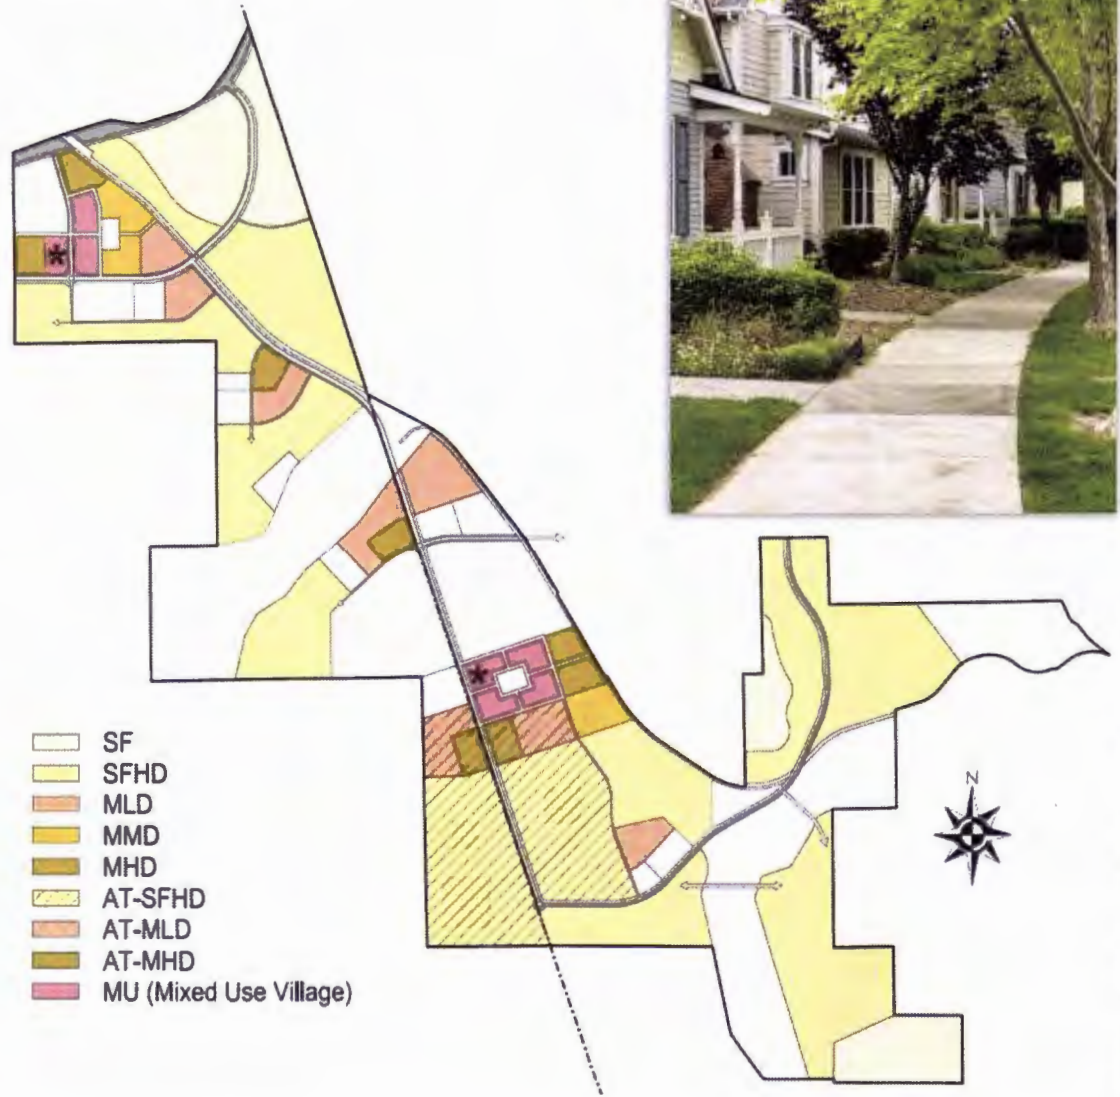 SF
SFHD
MLD
MMD
MHD
AT-SFHD
AT-MLD
AT-MHD
MU (Mixed Use Village)
N